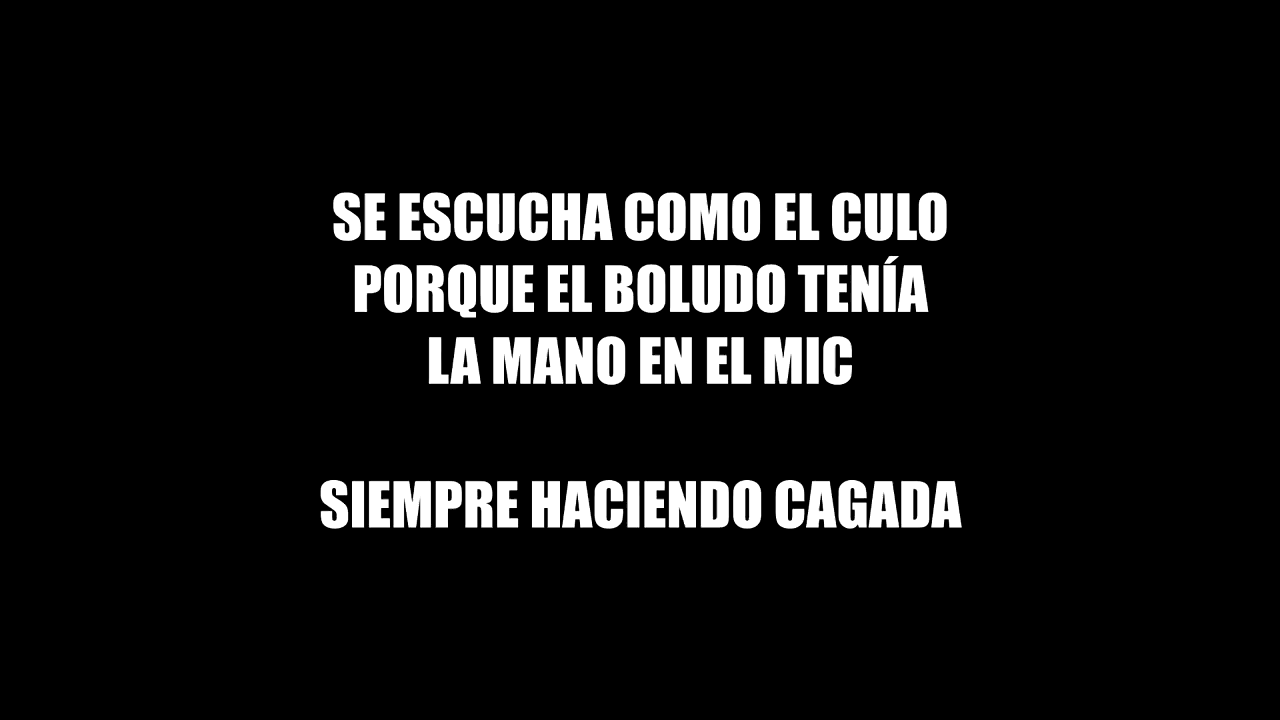 SE ESCUCHA COMO EL CULO
PORQUE EL BOLUDO TENÍA
LA MANO EN EL MIC
SIEMPRE HACIENDO CAGADA